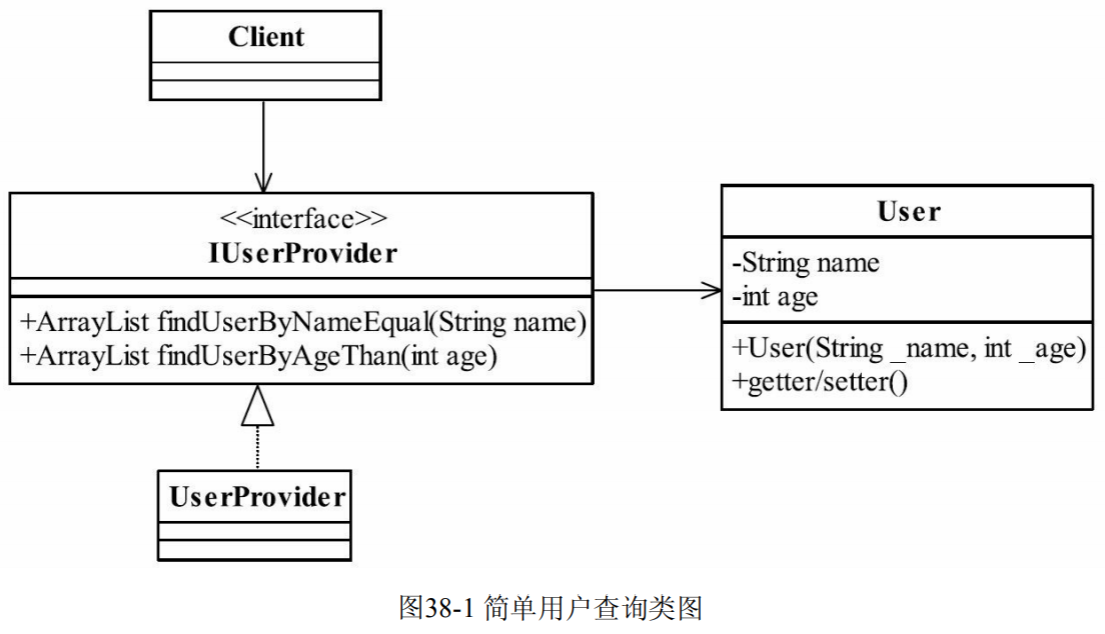 Client
<<interface>>
IUserProvider
+ArrayList findUserByNameEqual(String name)
+ArrayList findUserByAgeThan(int age)
User
-String name
-int age
+User(String _name, int _age)
+getter/setter()
UserProvider
图38-1 简单用户查询类图